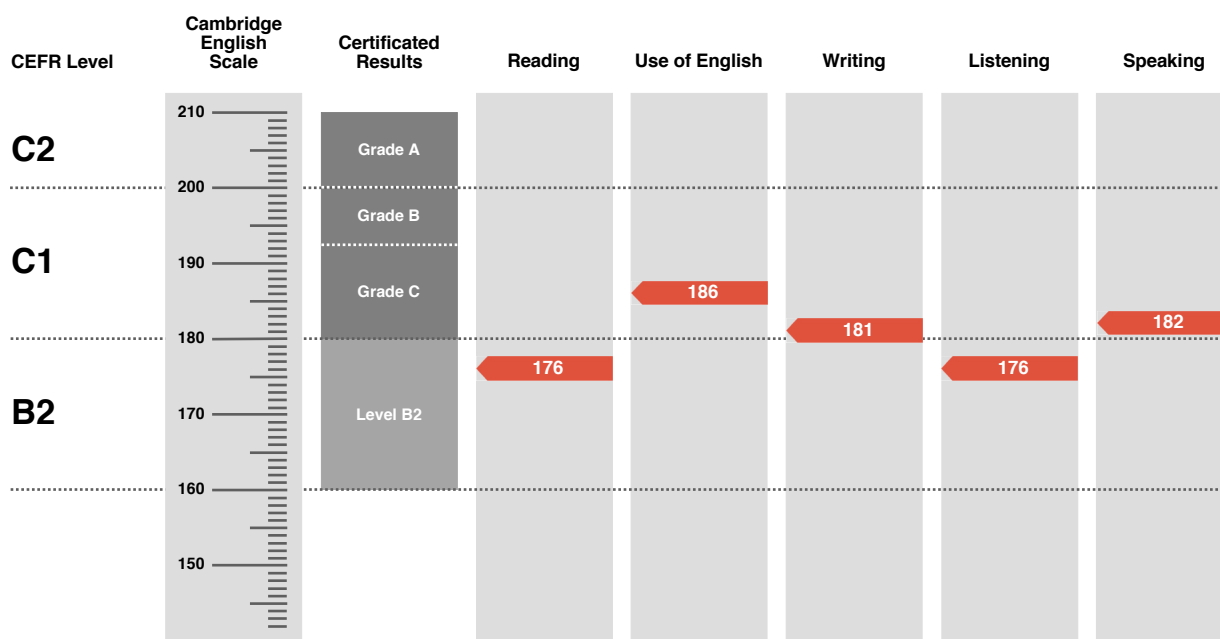 CEFR Level
Cambridge
English
Scale
Certificated
Results
Reading
Use of English
Writing
Listening
Speaking
C2
C1
B2
210
200
190
180
170
160
150
Grade A
Grade B
Grade C
Level B2
176
186
181
176
182